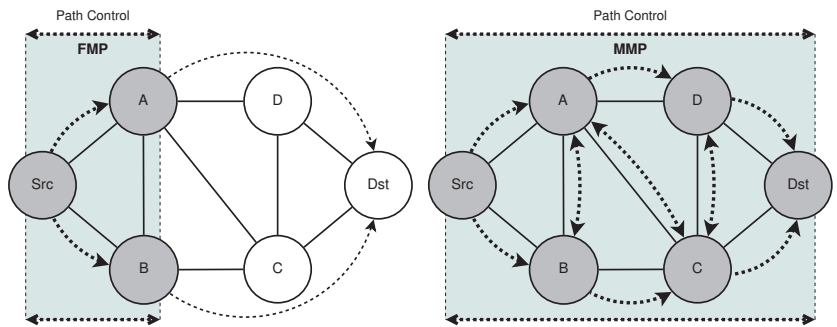 Path Control
FMP
A
D
Src
Dst
B
C
Path Control
MMP
A
D
Src
Dst
B
C